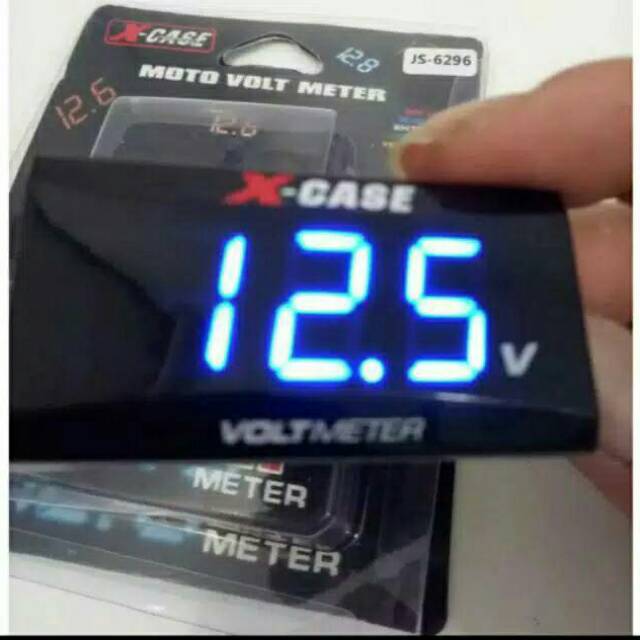 X-CASE
12.8
JS-6296
MOTO VOLT METER
12.6
12.6
X-CASE
12.5 V
VOLTMETER
METER
METER